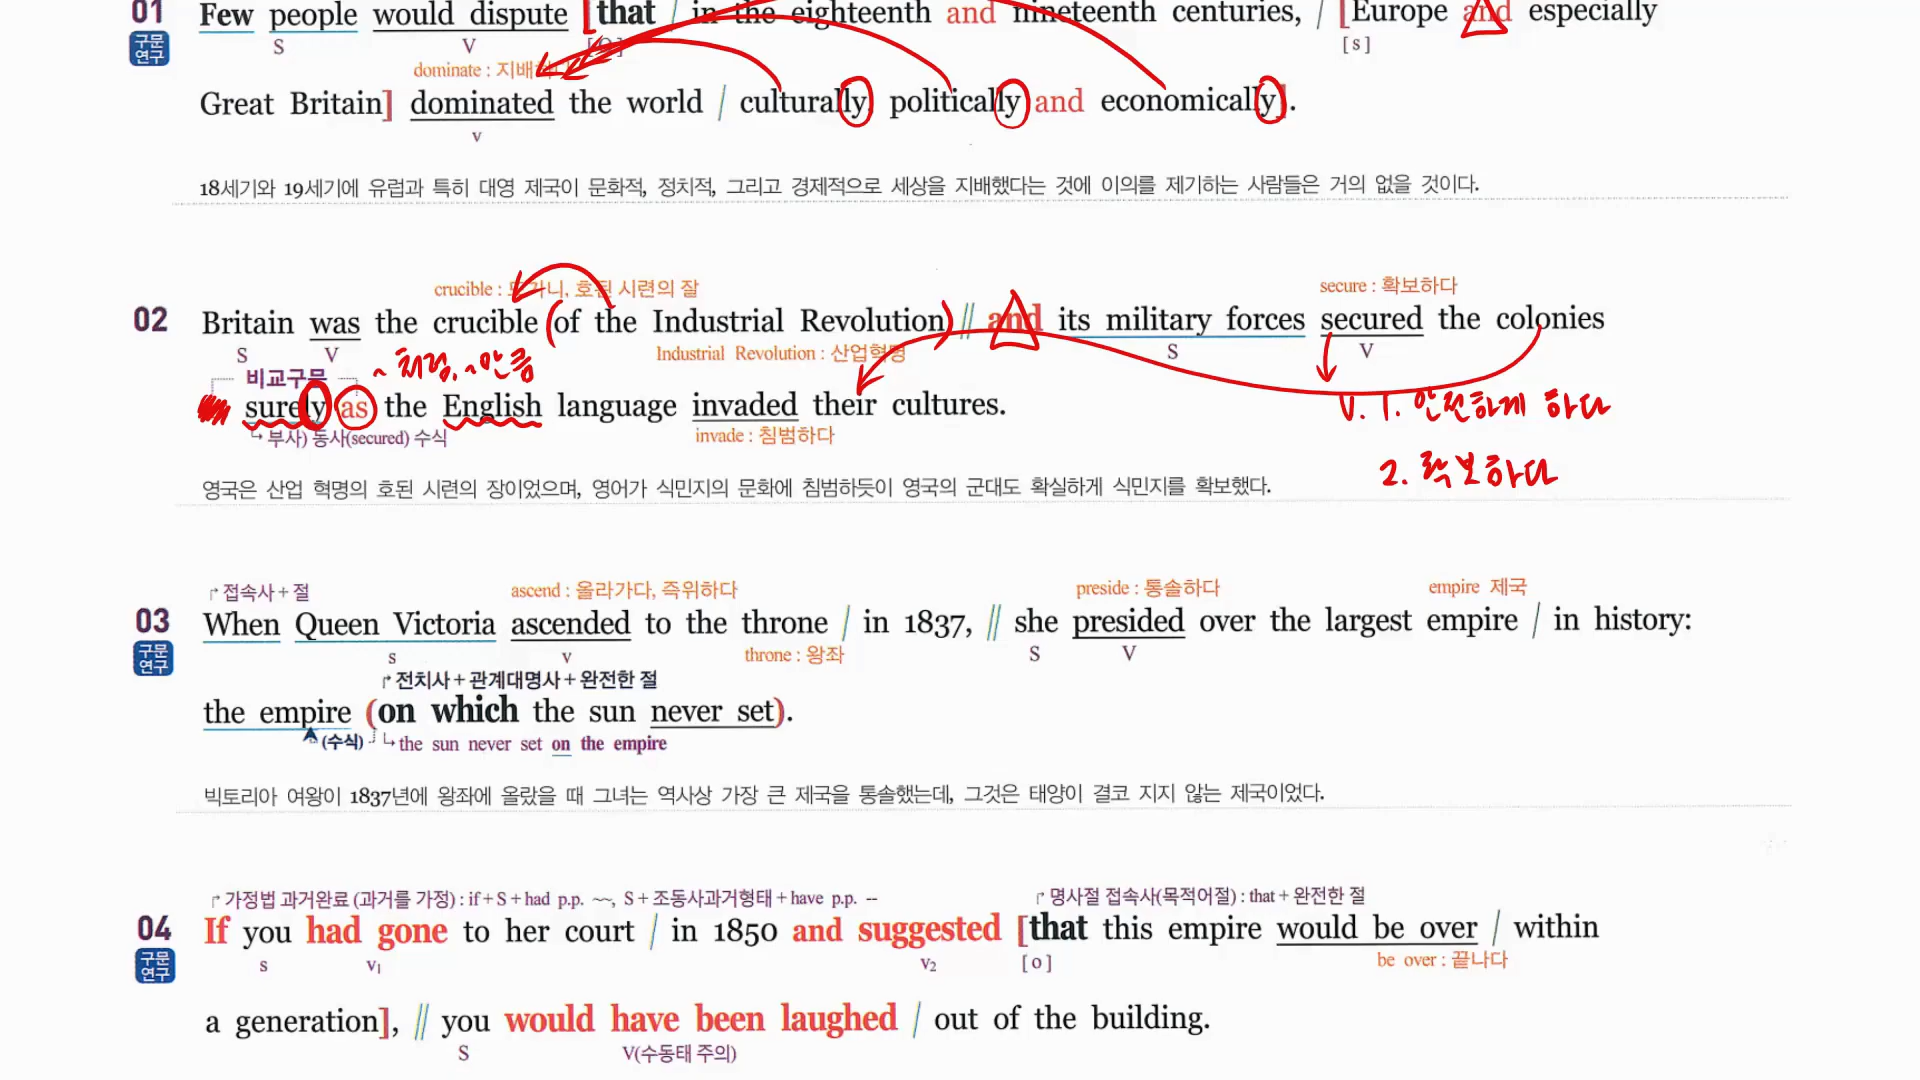 01 Few people would dispute [that / in the eighteenth and nineteenth centuries, / [Europe and especially
구문
연구
S V [s]
dominate : 지배
Great Britain] dominated the world / culturally politically and economically].
v
18세기와 19세기에 유럽과 특히 대영 제국이 문화적, 정치적, 그리고 경제적으로 세상을 지배했다는 것에 이의를 제기하는 사람들은 거의 없을 것이다.
crucible : 호된 시련의 잘 secure : 확보하다
02 Britain was the crucible (of the Industrial Revolution) // and its military forces secured the colonies
S V Industrial Revolution : 산업혁명 S V
비교구문 ~처럼, ~만큼
surely as the English language invaded their cultures.
V. 1. 안전하게 하다
↳ 부사) 동사(secured) 수식 invade : 침범하다
2. 확보하다
영국은 산업 혁명의 호된 시련의 장이었으며, 영어가 식민지의 문화에 침범하듯이 영국의 군대도 확실하게 식민지를 확보했다.
접속사 + 절 ascend : 올라가다, 즉위하다 preside : 통솔하다 empire 제국
03 When Queen Victoria ascended to the throne / in 1837, // she presided over the largest empire / in history:
구문
연구
s v throne : 왕좌 S V
전치사 + 관계대명사 + 완전한 절
the empire (on which the sun never set).
(수식) ↳ the sun never set on the empire
빅토리아 여왕이 1837년에 왕좌에 올랐을 때 그녀는 역사상 가장 큰 제국을 통솔했는데, 그것은 태양이 결코 지지 않는 제국이었다.
가정법 과거완료 (과거를 가정) : if + S + had p.p. ~~, S + 조동사과거형태 + have p.p. -- 명사절 접속사(목적어절) : that + 완전한 절
04 If you had gone to her court / in 1850 and suggested [that this empire would be over / within
구문
연구
s v₁ v₂ [o] be over : 끝나다
a generation], // you would have been laughed / out of the building.
S V(수동태 주의)